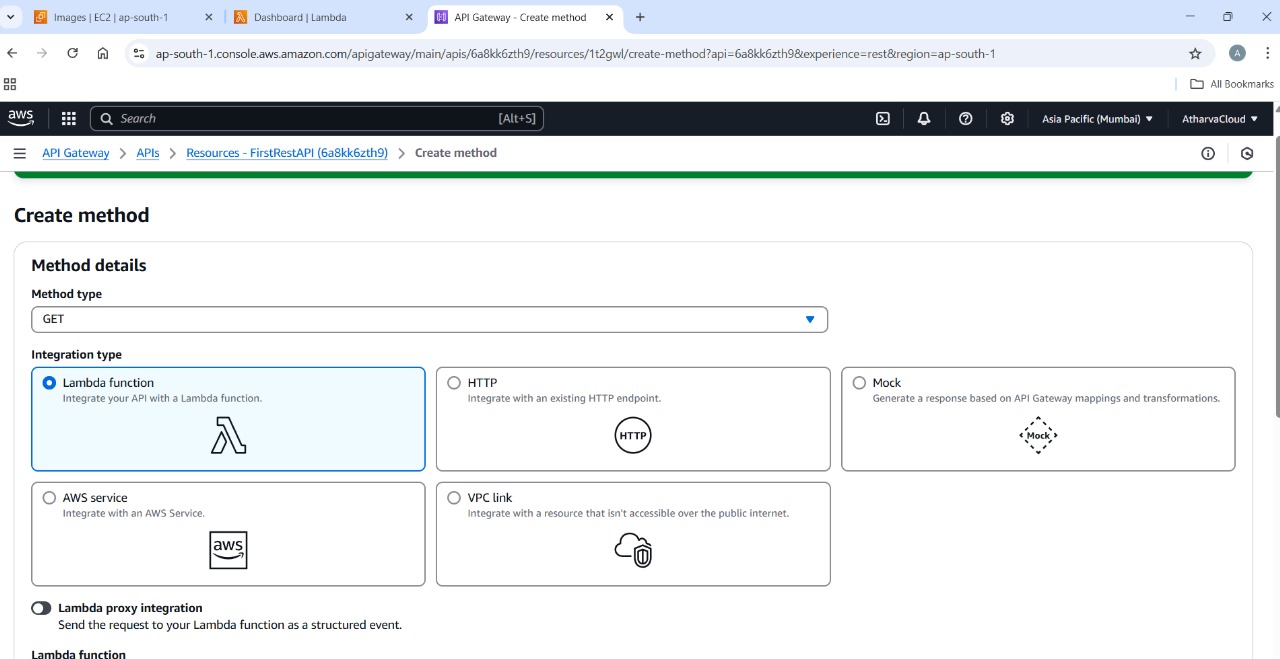 Images | EC2 | ap-south-1
Dashboard | Lambda
API Gateway - Create method
ap-south-1.console.aws.amazon.com/apigateway/main/apis/6a8kk6zth9/resources/1t2gwl/create-method?api=6a8kk6zth9&experience=rest&region=ap-south-1
A
All Bookmarks
aws
Search
[Alt+S]
Asia Pacific (Mumbai)
AtharvaCloud
API Gateway
APIs
Resources - FirstRestAPI (6a8kk6zth9)
Create method
Create method
Method details
Method type
GET
Integration type
Lambda function
Integrate your API with a Lambda function.
HTTP
Integrate with an existing HTTP endpoint.
HTTP
Mock
Generate a response based on API Gateway mappings and transformations.
Mock
AWS service
Integrate with an AWS Service.
aws
VPC link
Integrate with a resource that isn't accessible over the public internet.
Lambda proxy integration
Send the request to your Lambda function as a structured event.
Lambda function